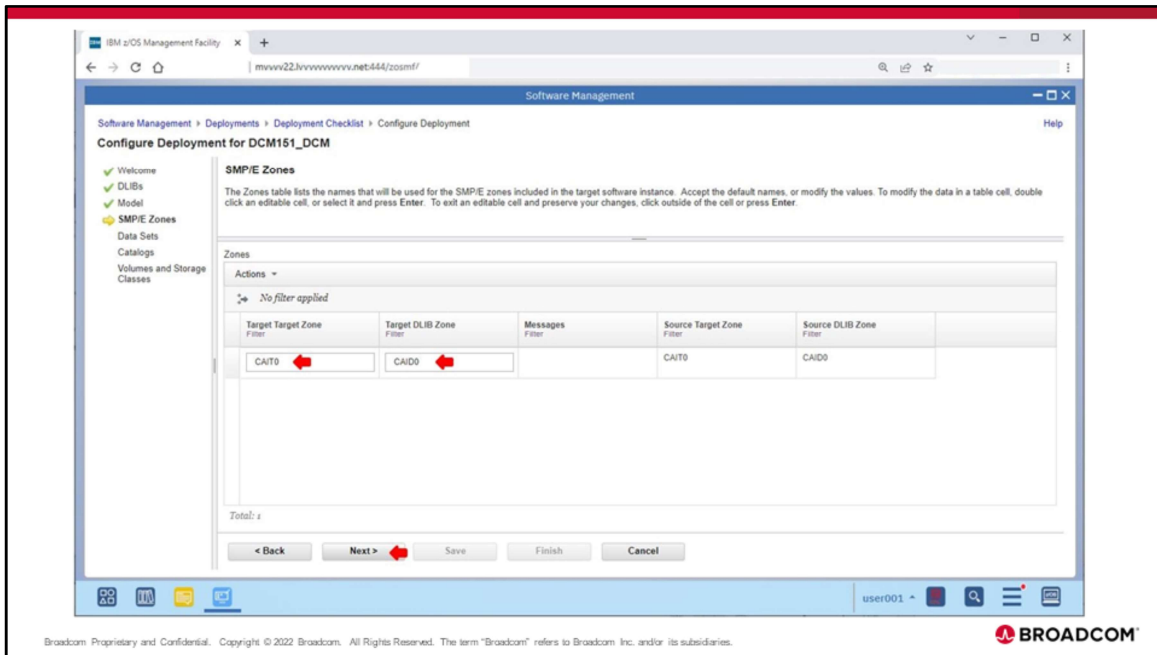 IBM z/OS Management Facility
mvvvv22.lvvvvvvvvvv.net:444/zosmf/
Software Management
Software Management > Deployments > Deployment Checklist > Configure Deployment
Help
Configure Deployment for DCM151_DCM
Welcome
DLIBs
Model
SMP/E Zones
Data Sets
Catalogs
Volumes and Storage
Classes
SMP/E Zones
The Zones table lists the names that will be used for the SMP/E zones included in the target software instance. Accept the default names, or modify the values. To modify the data in a table cell, double
click an editable cell, or select it and press Enter. To exit an editable cell and preserve your changes, click outside of the cell or press Enter.
Zones
Actions
No filter applied
Target Target Zone Target DLIB Zone Messages Source Target Zone Source DLIB Zone
Filter Filter Filter Filter Filter
CAIT0 CAID0 CAIT0 CAID0
Total: 1
< Back Next > Save Finish Cancel
user001
Broadcom Proprietary and Confidential. Copyright © 2022 Broadcom. All Rights Reserved. The term "Broadcom" refers to Broadcom Inc. and/or its subsidiaries.
BROADCOM